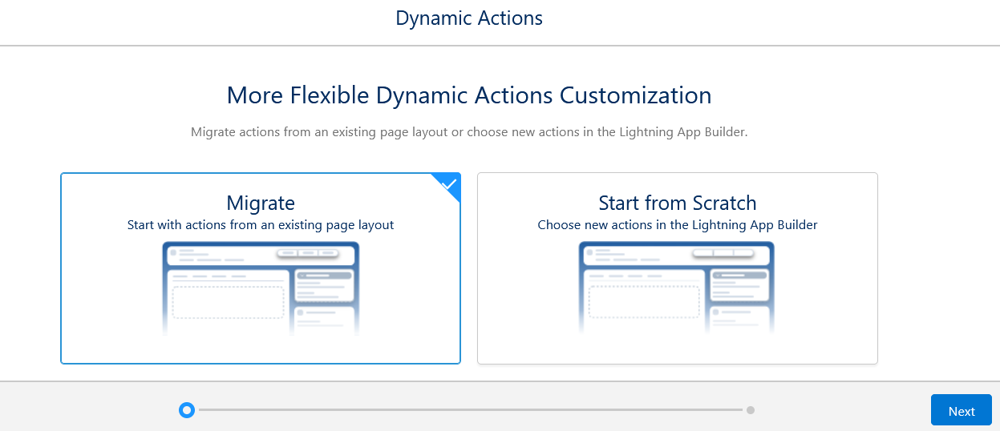 Dynamic Actions
More Flexible Dynamic Actions Customization
Migrate actions from an existing page layout or choose new actions in the Lightning App Builder.
Migrate
Start with actions from an existing page layout
Start from Scratch
Choose new actions in the Lightning App Builder
Next